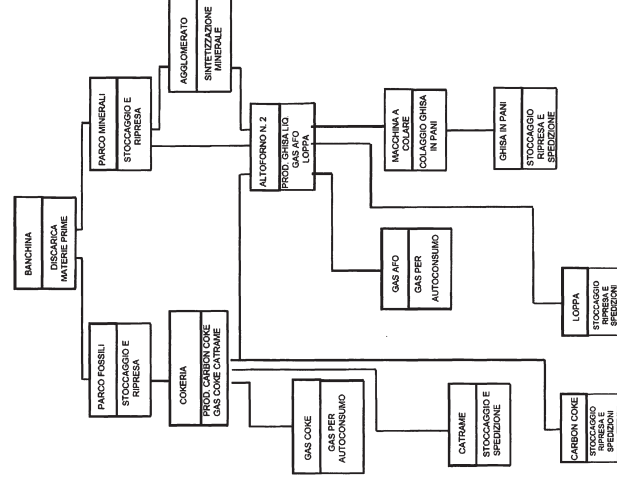 BANCHINA
DISCARICA
MATERIE PRIME
PARCO FOSSILI
STOCCAGGIO E
RIPRESA
PARCO MINERALI
STOCCAGGIO E
RIPRESA
COKERIA
PROD. CARBON COKE
GAS COKE CATRAME
AGGLOMERATO
SINTETIZZAZIONE
MINERALE
ALTOFORNO N. 2
PROD. GHISA LIQ.
GAS AFO
LOPPA
GAS COKE
GAS PER
AUTOCONSUMO
GAS AFO
GAS PER
AUTOCONSUMO
MACCHINA A
COLARE
COLAGGIO GHISA
IN PANI
CATRAME
STOCCAGGIO E
SPEDIZIONE
GHISA IN PANI
STOCCAGGIO
RIPRESA E
SPEDIZIONE
CARBON COKE
STOCCAGGIO
RIPRESA E
SPEDIZIONI
LOPPA
STOCCAGGIO
RIPRESA E
SPEDIZIONI